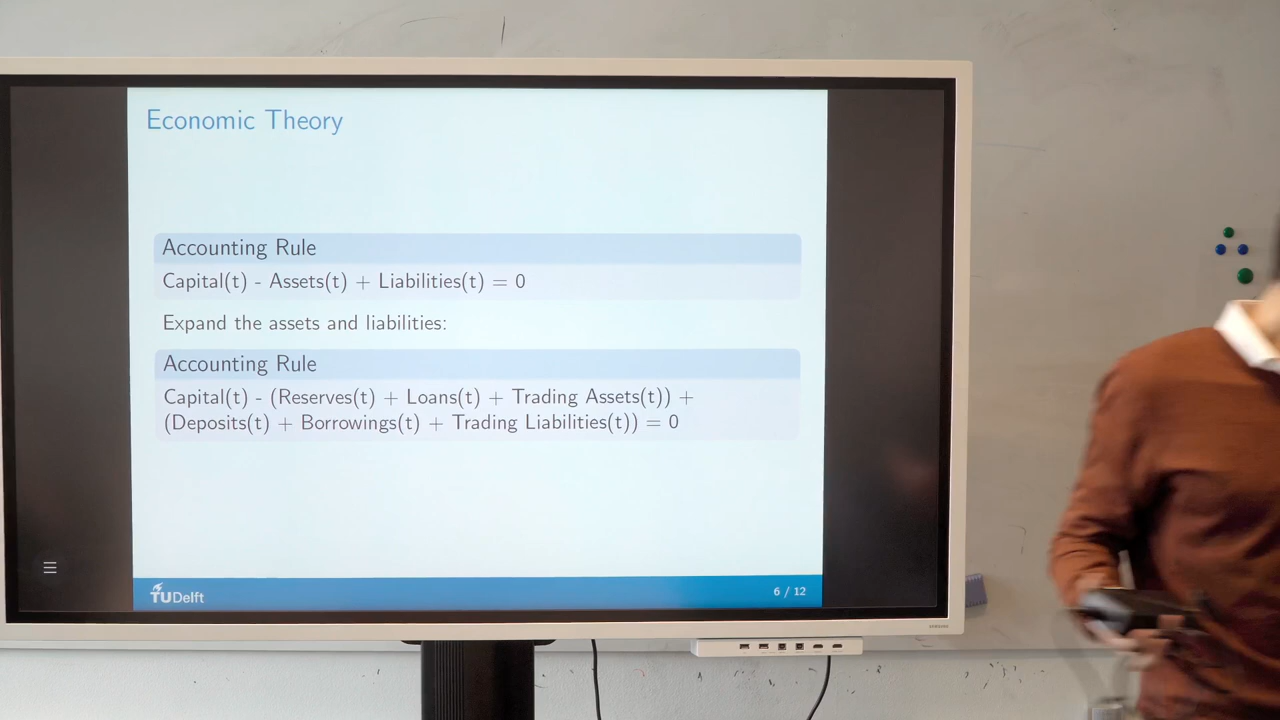 Economic Theory
Accounting Rule
Capital(t) - Assets(t) + Liabilities(t) = 0
Expand the assets and liabilities:
Accounting Rule
Capital(t) - (Reserves(t) + Loans(t) + Trading Assets(t)) +
(Deposits(t) + Borrowings(t) + Trading Liabilities(t)) = 0
TUDelft
6 / 12
SAMSUNG